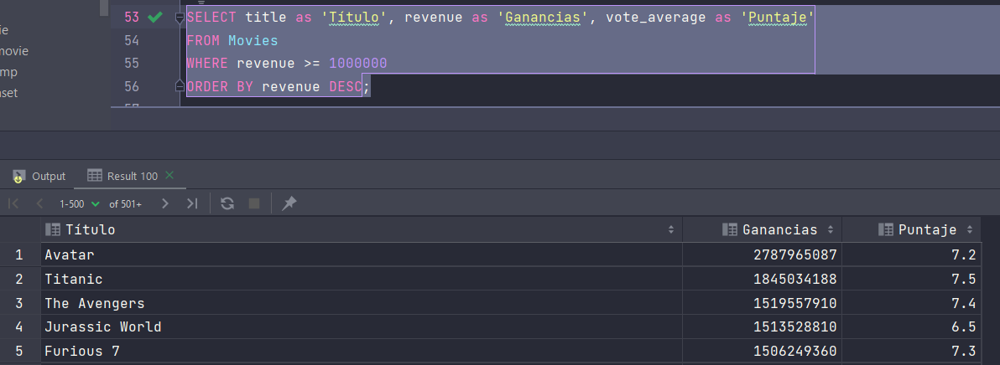 ie
movie
mp
nset
53 SELECT title as 'Título', revenue as 'Ganancias', vote_average as 'Puntaje'
54 FROM Movies
55 WHERE revenue >= 1000000
56 ORDER BY revenue DESC;
Output Result 100
1-500 of 501+
Título Ganancias Puntaje
1 Avatar 2787965087 7.2
2 Titanic 1845034188 7.5
3 The Avengers 1519557910 7.4
4 Jurassic World 1513528810 6.5
5 Furious 7 1506249360 7.3